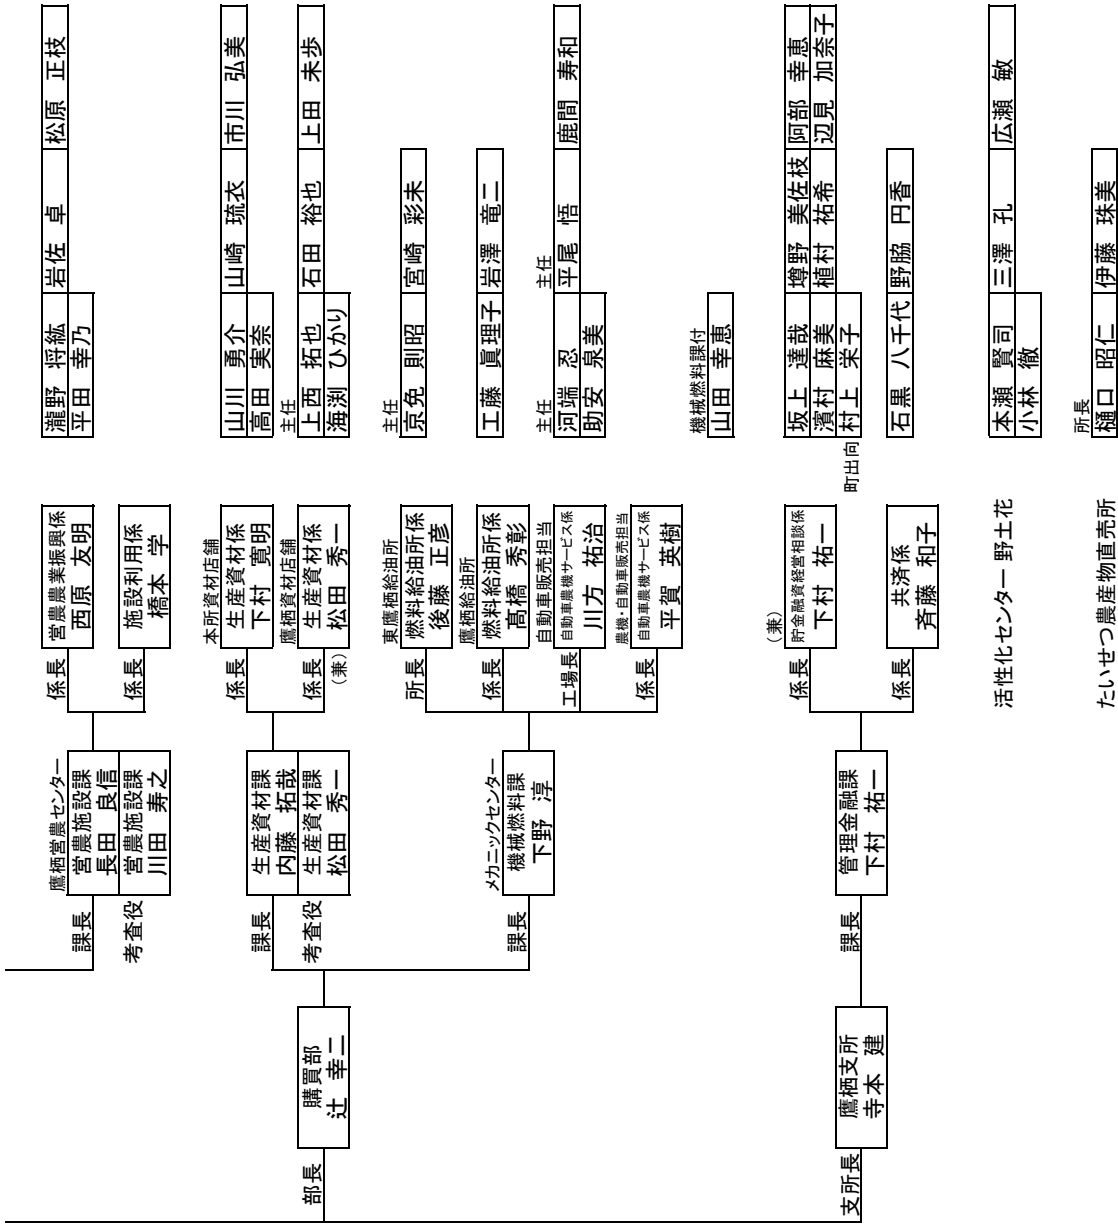 鷹栖営農センター
課長
営農施設課
長田 良信
考査役
営農施設課
川田 寿之
係長
営農農業振興係
西原 友明
瀧野 将紘
岩佐 卓
松原 正枝
平田 幸乃
係長
施設利用係
橋本 学
部長
購買部
辻 幸二
課長
生産資材課
内藤 拓哉
考査役
生産資材課
松田 秀一
本所資材店舗
係長
生産資材係
下村 寛明
山川 勇介
山崎 琉衣
市川 弘美
高田 実奈
鷹栖資材店舗
係長
(兼)
生産資材係
松田 秀一
主任
上西 拓也
石田 裕也
上田 未歩
海渕 ひかり
メカニックセンター
課長
機械燃料課
下野 淳
東鷹栖給油所
所長
燃料給油所係
後藤 正彦
主任
京免 則昭
宮崎 彩未
鷹栖給油所
係長
燃料給油所係
髙橋 秀彰
工藤 眞理子
岩澤 竜二
自動車販売担当
工場長
自動車農機サービス係
川方 祐治
主任
河端 忍
主任
平尾 悟
鹿間 寿和
助安 泉美
農機・自動車販売担当
係長
自動車農機サービス係
平賀 英樹
機械燃料課付
山田 幸恵
支所長
鷹栖支所
寺本 建
課長
管理金融課
下村 祐一
(兼)
係長
貯金融資経営相談係
下村 祐一
坂上 達哉
壿野 美佐枝
阿部 幸恵
濱村 麻美
植村 祐希
辺見 加奈子
町出向
村上 栄子
係長
共済係
斉藤 和子
石黒 八千代
野脇 円香
活性化センター 野土花
本瀬 賢司
三澤 孔
広瀬 敏
小林 徹
たいせつ農産物直売所
所長
樋口 昭仁
伊藤 珠美